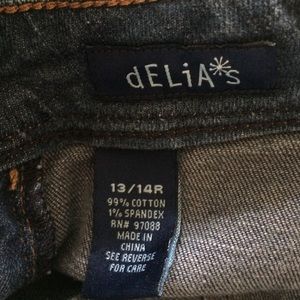 dELiA*s
13/14R
99% COTTON
1% SPANDEX
RN# 97088
MADE IN
CHINA
SEE REVERSE
FOR CARE